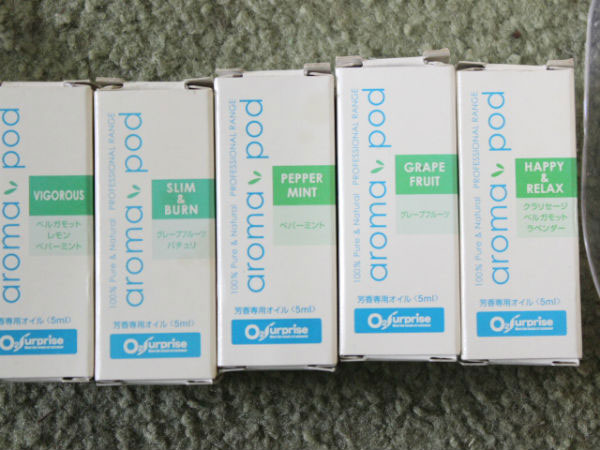 aroma pod
VIGOROUS
ベルガモット
レモン
ペパーミント
芳香専用オイル〈5ml〉
O2Surprise
100% Pure & Natural PROFESSIONAL RANGE
aroma pod
SLIM
&
BURN
グレープフルーツ
パチュリ
芳香専用オイル〈5ml〉
O2Surprise
100% Pure & Natural PROFESSIONAL RANGE
aroma pod
PEPPER
MINT
ペパーミント
芳香専用オイル〈5ml〉
O2Surprise
100% Pure & Natural PROFESSIONAL RANGE
aroma pod
GRAPE
FRUIT
グレープフルーツ
芳香専用オイル〈5ml〉
O2Surprise
100% Pure & Natural PROFESSIONAL RANGE
aroma pod
HAPPY
&
RELAX
クラリセージ
ベルガモット
ラベンダー
芳香専用オイル〈5ml〉
O2Surprise